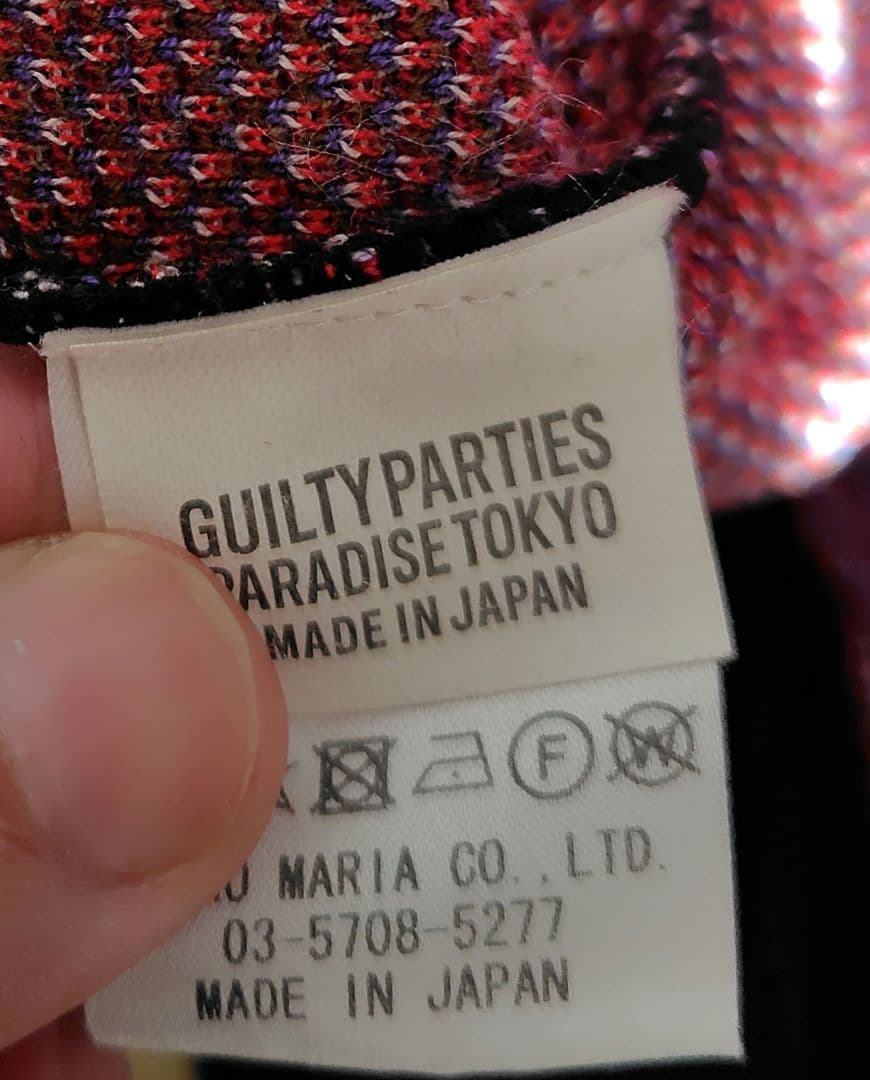 GUILTY PARTIES
PARADISE TOKYO
MADE IN JAPAN
F W
MARIA CO., LTD.
03-5708-5277
MADE IN JAPAN